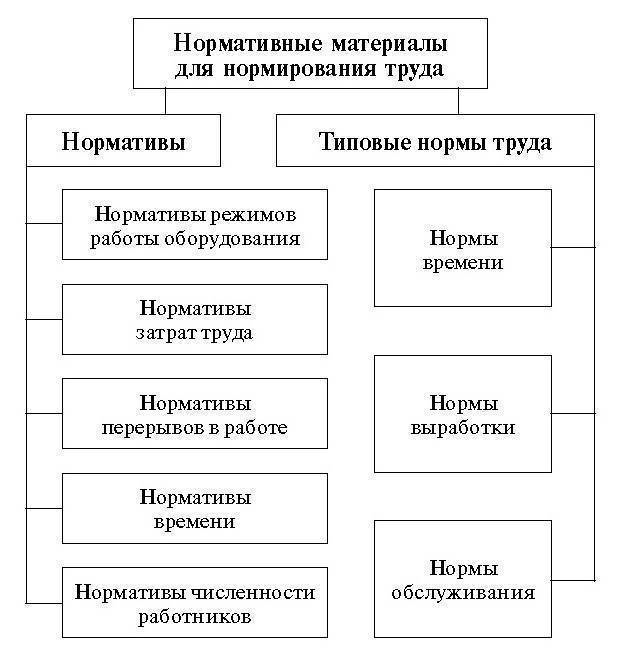 Нормативные материалы
для нормирования труда
Нормативы
Типовые нормы труда
Нормативы режимов
работы оборудования
Нормативы
затрат труда
Нормативы
перерывов в работе
Нормативы
времени
Нормативы численности
работников
Нормы
времени
Нормы
выработки
Нормы
обслуживания